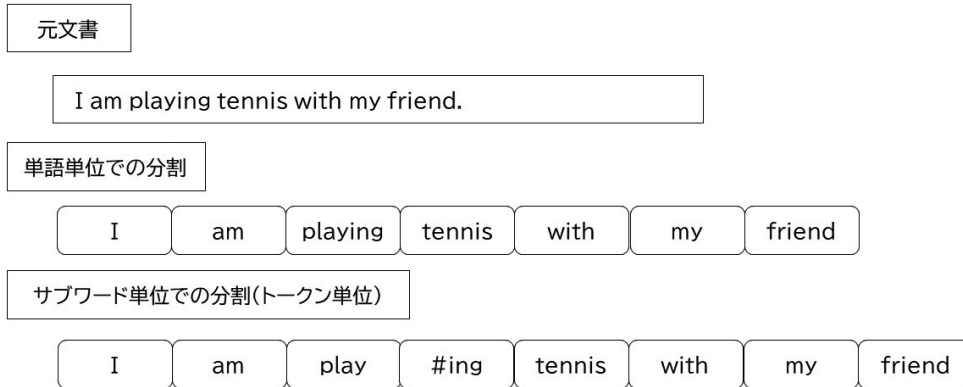 元文書
I am playing tennis with my friend.
単語単位での分割
I am playing tennis with my friend
サブワード単位での分割(トークン単位)
I am play #ing tennis with my friend